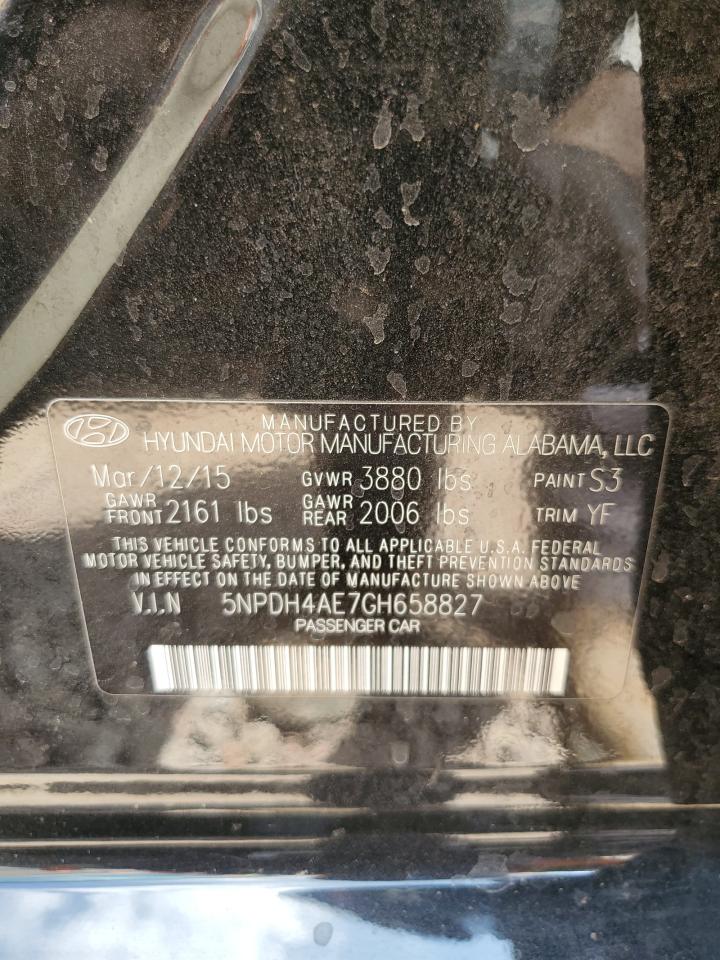 MANUFACTURED BY
HYUNDAI MOTOR MANUFACTURING ALABAMA, LLC
Mar/12/15 GVWR 3880 lbs PAINT S3
GAWR FRONT 2161 lbs GAWR REAR 2006 lbs TRIM YF
THIS VEHICLE CONFORMS TO ALL APPLICABLE U.S.A. FEDERAL
MOTOR VEHICLE SAFETY, BUMPER, AND THEFT PREVENTION STANDARDS
IN EFFECT ON THE DATE OF MANUFACTURE SHOWN ABOVE
V.I.N 5NPDH4AE7GH658827
PASSENGER CAR